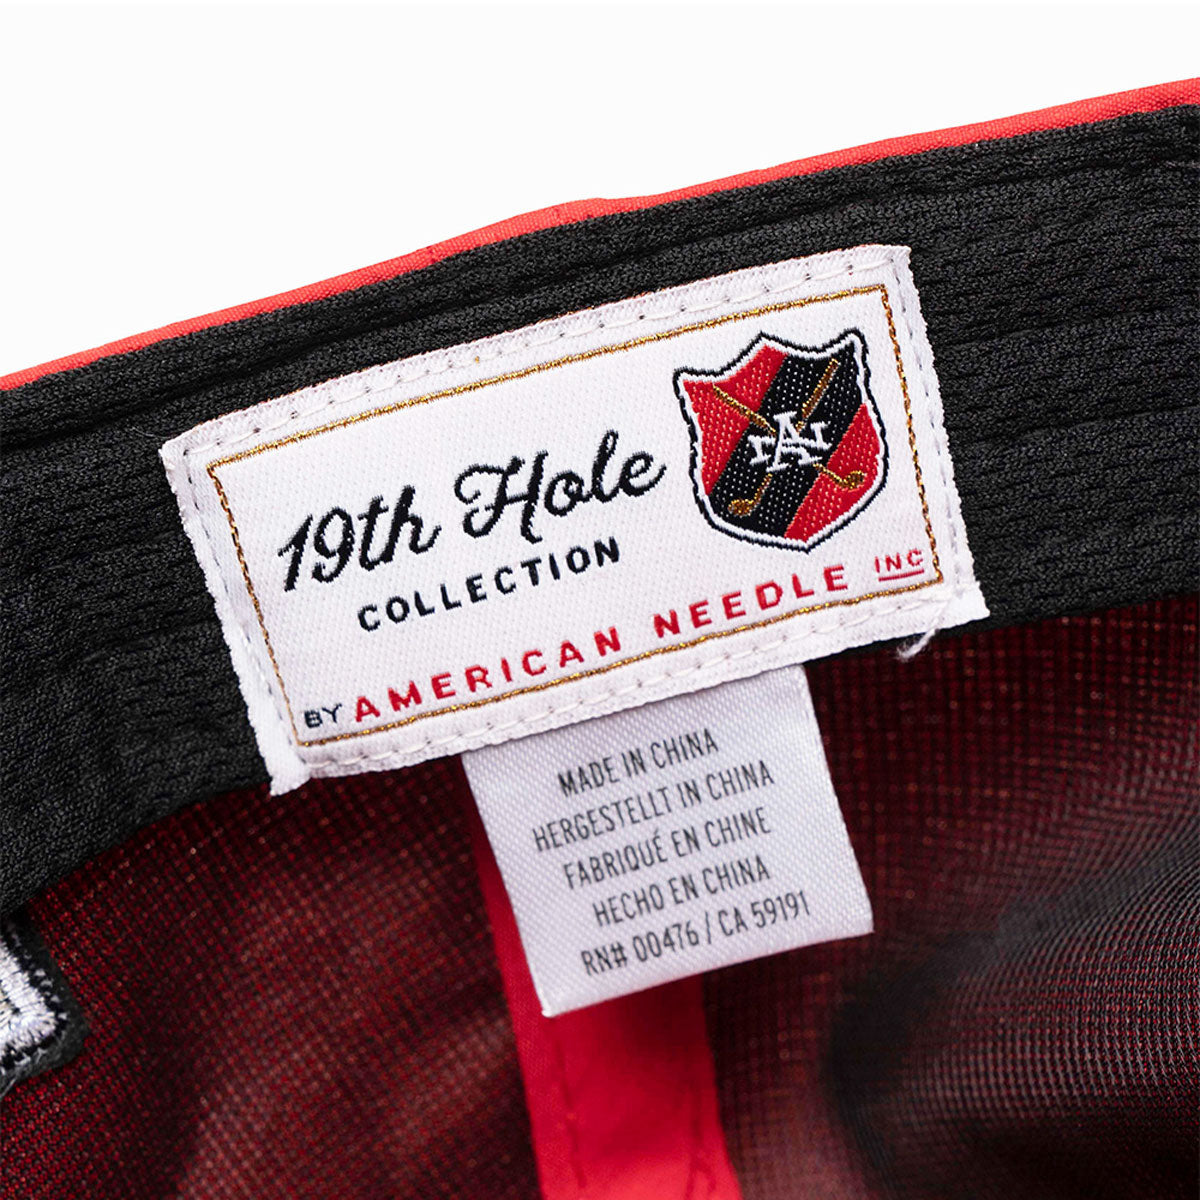 19th Hole
COLLECTION
AN
BY AMERICAN NEEDLE INC
MADE IN CHINA
HERGESTELLT IN CHINA
FABRIQUÉ EN CHINE
HECHO EN CHINA
RN# 00476 / CA 59191